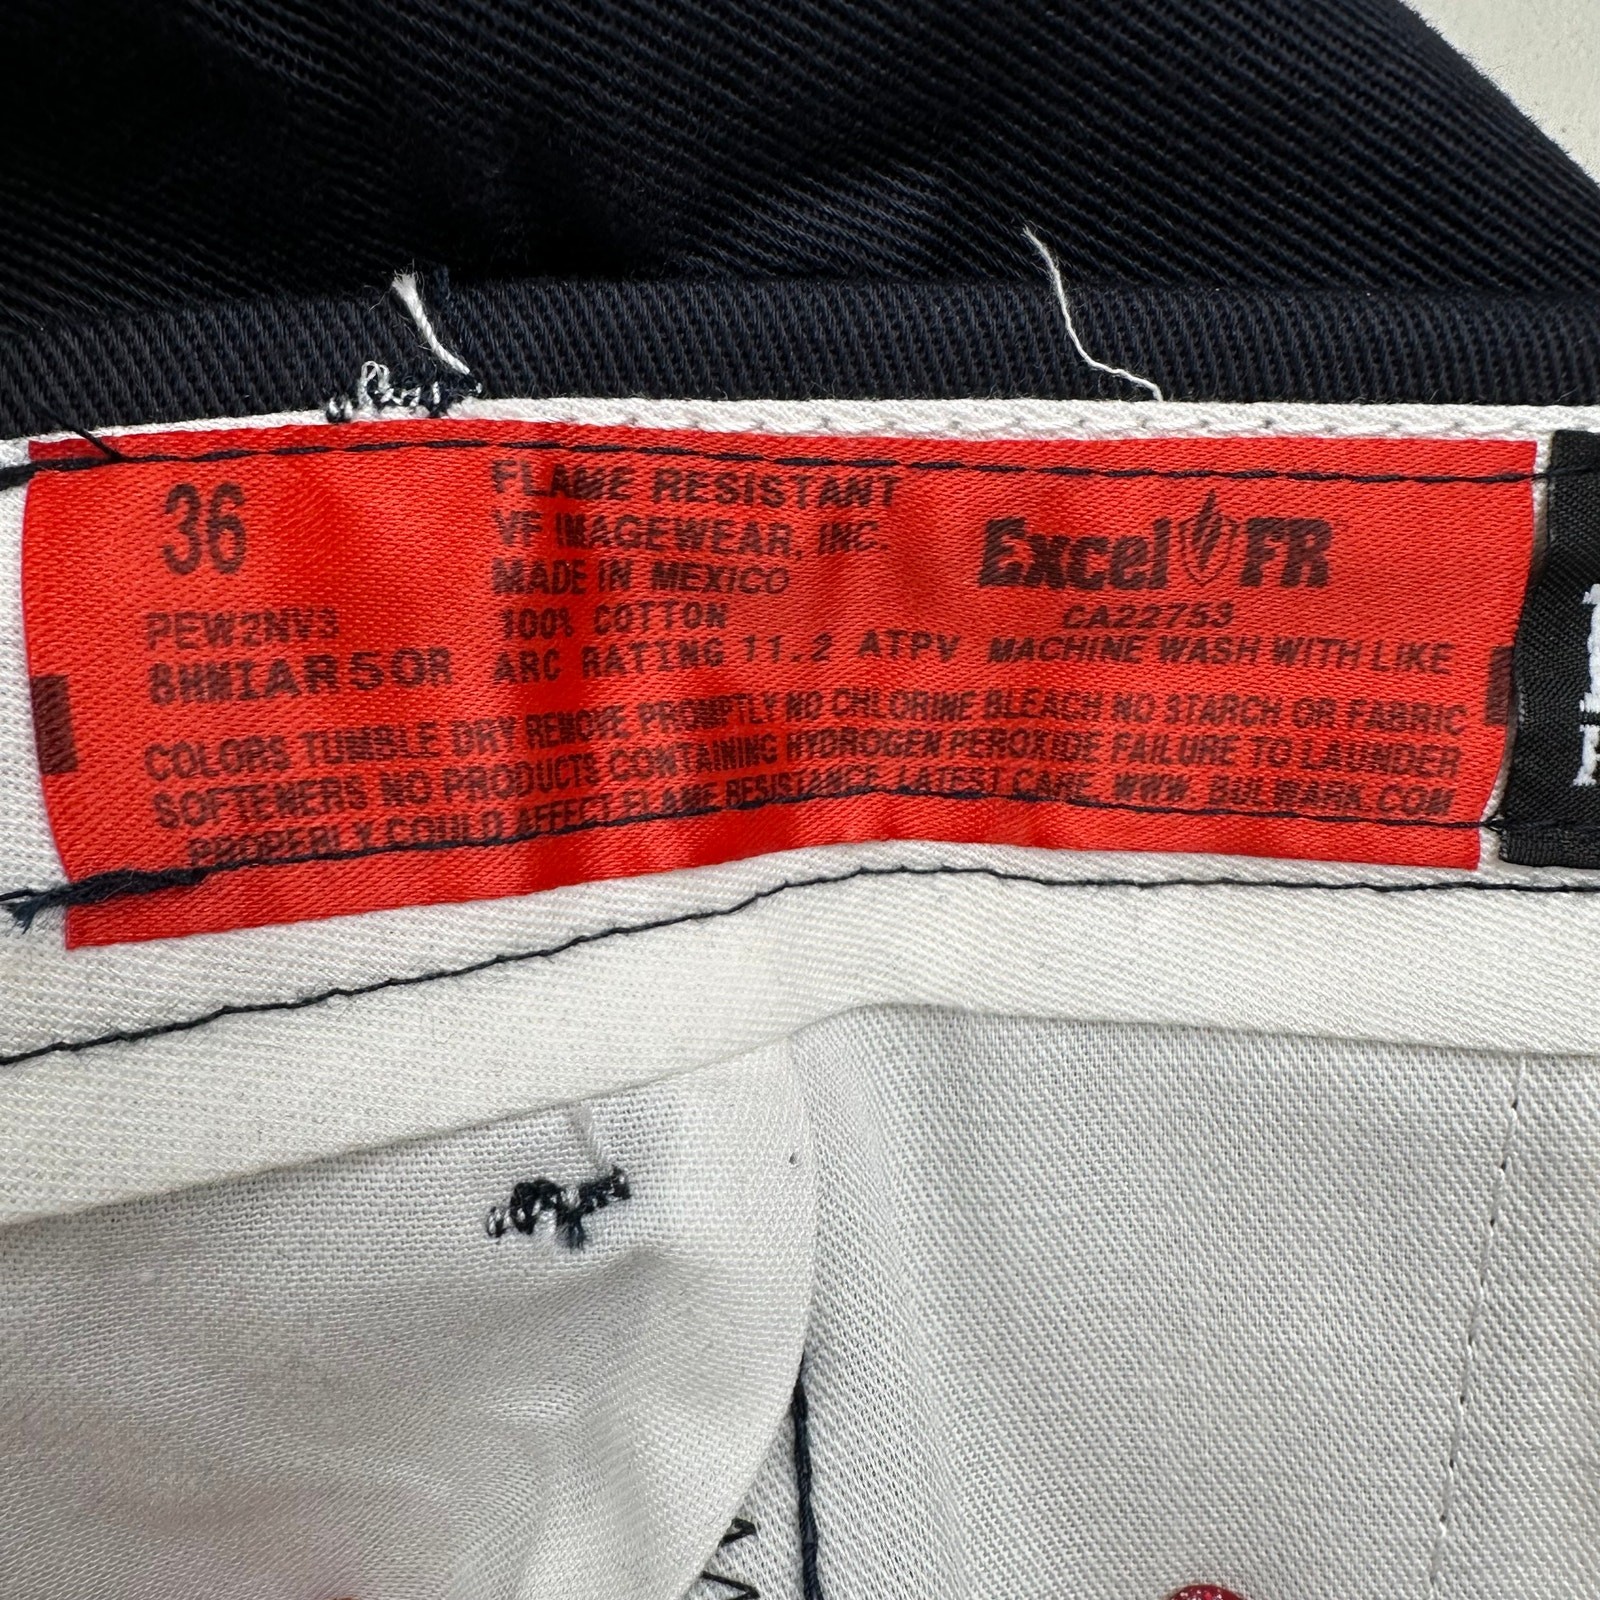 36
PEW2NV3
8HMIAR50R
FLAME RESISTANT
VF IMAGEWEAR, INC.
MADE IN MEXICO
100% COTTON
ARC RATING 11.2 ATPV
Excel FR
CA22753
MACHINE WASH WITH LIKE
COLORS TUMBLE DRY REMOVE PROMPTLY NO CHLORINE BLEACH NO STARCH OR FABRIC
SOFTENERS NO PRODUCTS CONTAINING HYDROGEN PEROXIDE FAILURE TO LAUNDER
PROPERLY COULD AFFECT FLAME RESISTANCE. LATEST CARE. WWW. BULWARK.COM